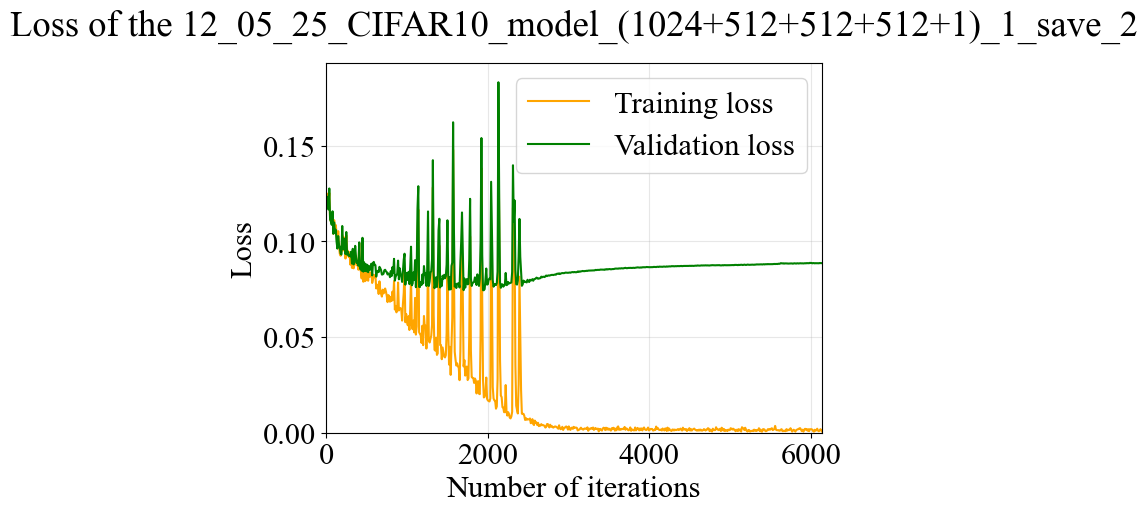 Loss of the 12_05_25_CIFAR10_model_(1024+512+512+512+1)_1_save_2
Training loss
Validation loss
0.15
0.10
0.05
0.00
Loss
0 2000 4000 6000
Number of iterations